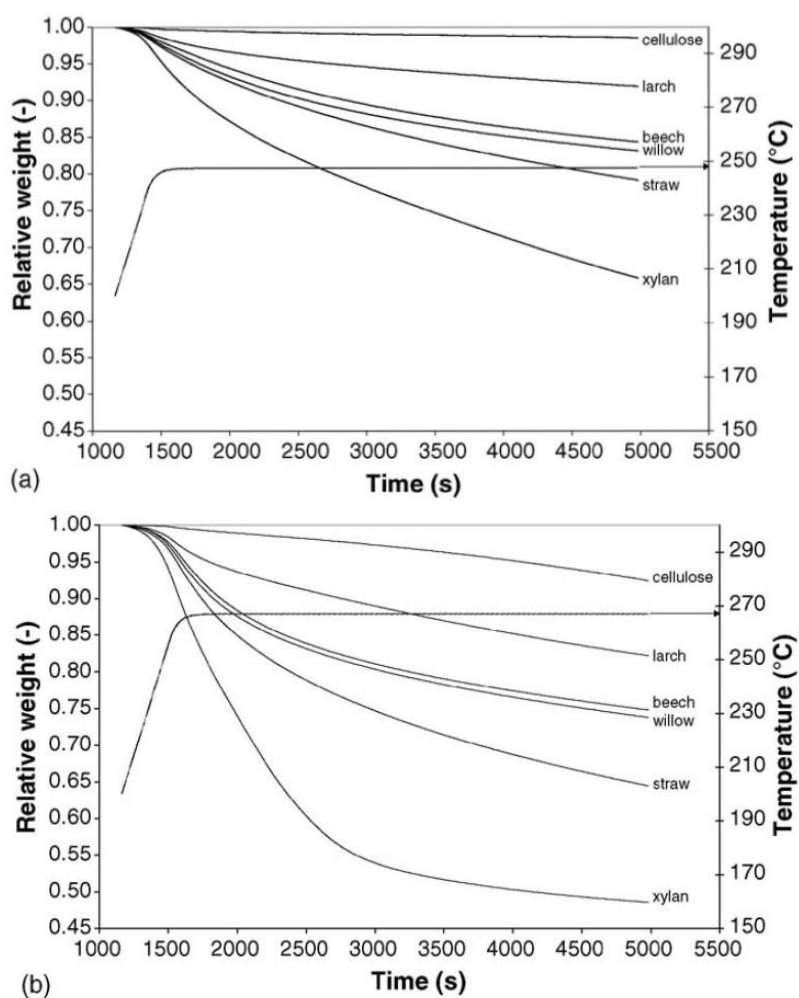 1.00
0.95
0.90
0.85
0.80
0.75
0.70
0.65
0.60
0.55
0.50
0.45
Relative weight (-)
cellulose
larch
beech
willow
straw
xylan
290
270
250
230
210
190
170
150
Temperature (°C)
1000 1500 2000 2500 3000 3500 4000 4500 5000 5500
Time (s)
(a)
1.00
0.95
0.90
0.85
0.80
0.75
0.70
0.65
0.60
0.55
0.50
0.45
Relative weight (-)
cellulose
larch
beech
willow
straw
xylan
290
270
250
230
210
190
170
150
Temperature (°C)
1000 1500 2000 2500 3000 3500 4000 4500 5000 5500
Time (s)
(b)